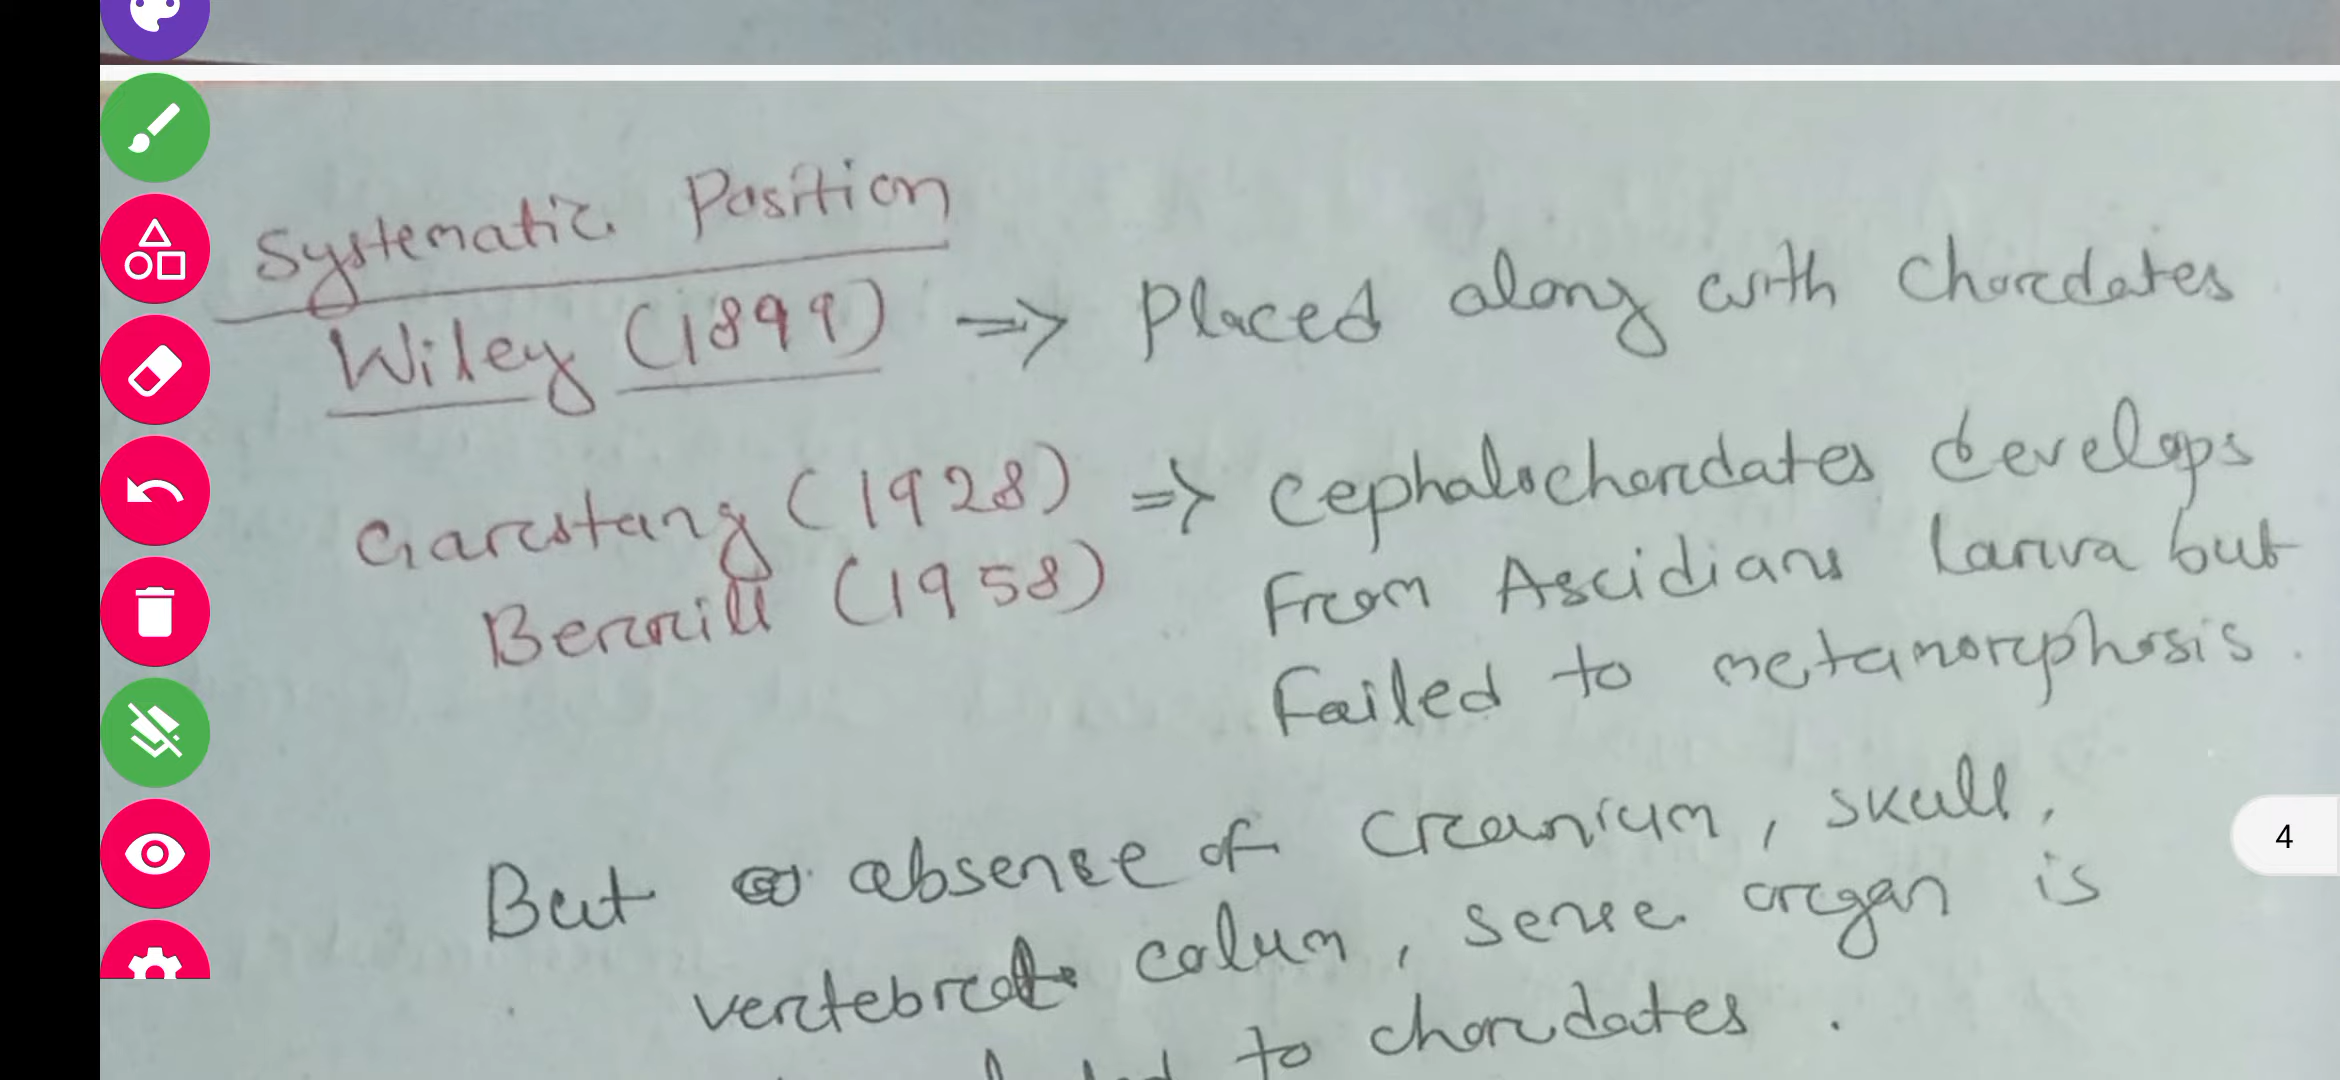 Systematic Position
Wiley (1899) => Placed along with chordates
Garstang (1928) => Cephalochordates develops
Berrill (1958)
From Ascidians Larva but
Failed to metamorphosis.
But absense of Cranium, skull,
vertebrate colum, sense organ is
to chordates.
4